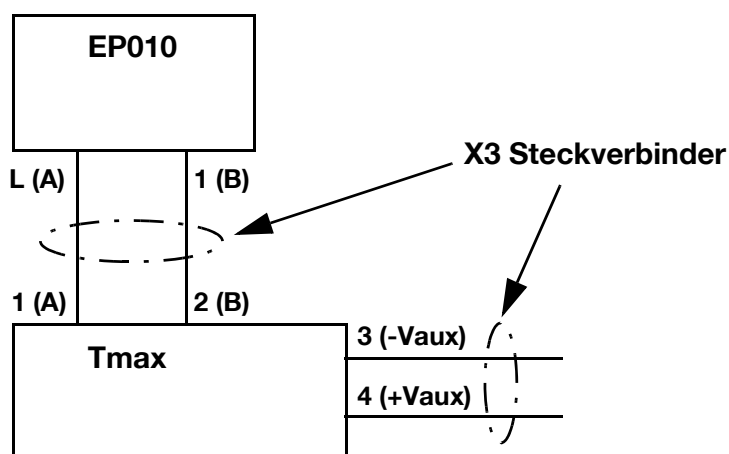 EP010
X3 Steckverbinder
L (A)
1 (B)
1 (A)
2 (B)
3 (-Vaux)
Tmax
4 (+Vaux)